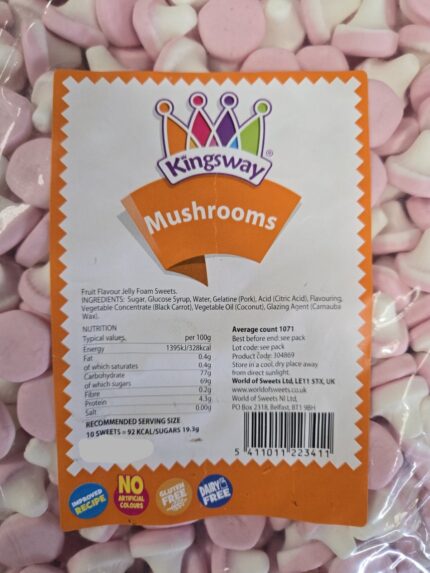 Kingsway®
Mushrooms
Fruit Flavour Jelly Foam Sweets.
INGREDIENTS: Sugar, Glucose Syrup, Water, Gelatine (Pork), Acid (Citric Acid), Flavouring,
Vegetable Concentrate (Black Carrot), Vegetable Oil (Coconut), Glazing Agent (Carnauba
Wax).
NUTRITION
Typical values, per 100g
Energy 1395kJ/328kcal
Fat 0.4g
of which saturates 0.4g
Carbohydrate 77g
of which sugars 69g
Fibre 0.2g
Protein 4.3g
Salt 0.00g
RECOMMENDED SERVING SIZE
10 SWEETS = 92 KCAL/SUGARS 19.3g
Average count 1071
Best before end: see pack
Lot code: see pack
Product Code: 304869
Store in a cool, dry place away
from direct sunlight.
World of Sweets Ltd, LE11 5TX, UK
www.worldofsweets.co.uk
World of Sweets NI Ltd,
PO Box 2318, Belfast, BT1 9BH
5 411011 223411
IMPROVED
RECIPE
NO
ARTIFICIAL
COLOURS
GLUTEN
FREE
DAIRY
FREE